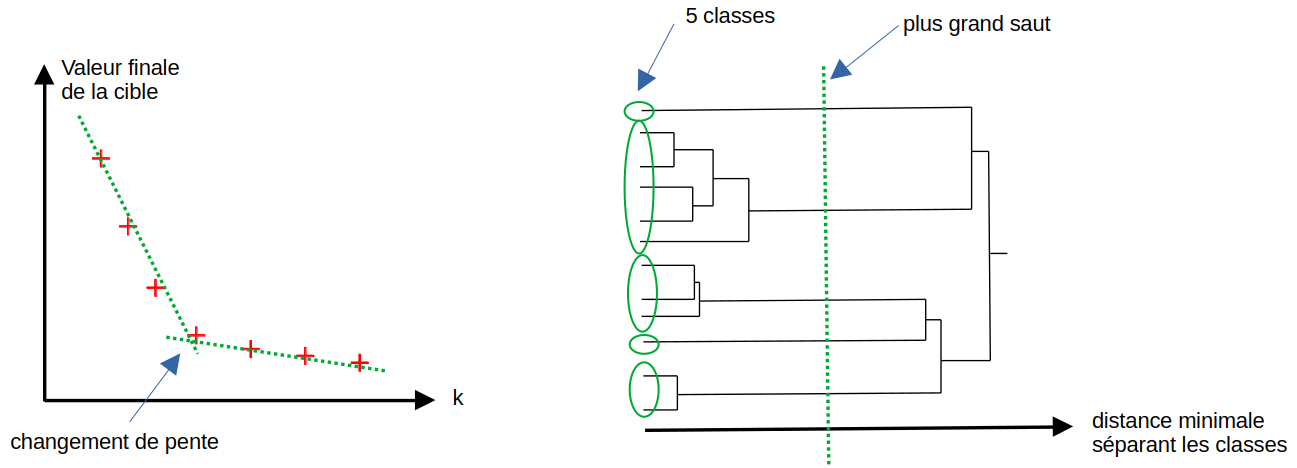 Valeur finale
de la cible
k
changement de pente
5 classes
plus grand saut
distance minimale
séparant les classes